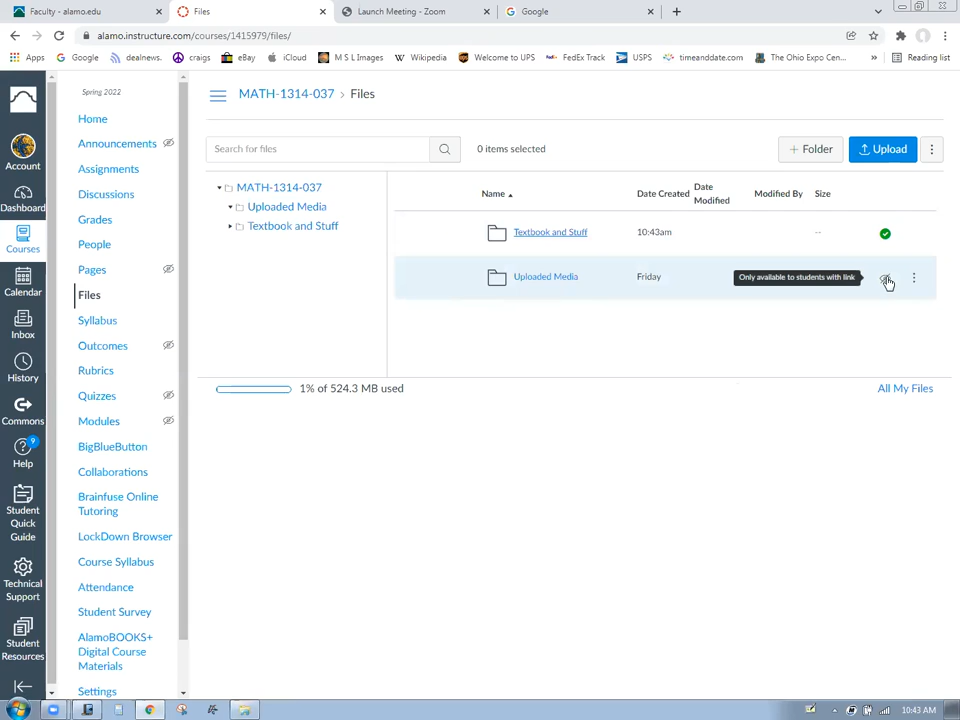 Faculty - alamo.edu
Files
Launch Meeting - Zoom
Google
alamo.instructure.com/courses/1415979/files/
Apps
Google
dealnews.
craigs
eBay
iCloud
M S L Images
Wikipedia
Welcome to UPS
FedEx Track
USPS
timeanddate.com
The Ohio Expo Cen...
»
Reading list
Account
Dashboard
Courses
Calendar
Inbox
History
Commons
9
Help
Student
Quick
Guide
Technical
Support
Student
Resources
Spring 2022
Home
Announcements
Assignments
Discussions
Grades
People
Pages
Files
Syllabus
Outcomes
Rubrics
Quizzes
Modules
BigBlueButton
Collaborations
Brainfuse Online
Tutoring
LockDown Browser
Course Syllabus
Attendance
Student Survey
AlamoBOOKS+
Digital Course
Materials
Settings
MATH-1314-037 › Files
Search for files
0 items selected
+ Folder
Upload
MATH-1314-037
Uploaded Media
Textbook and Stuff
Name
Date Created
Date
Modified
Modified By
Size
Textbook and Stuff
10:43am
--
Uploaded Media
Friday
Only available to students with link
1% of 524.3 MB used
All My Files
10:43 AM